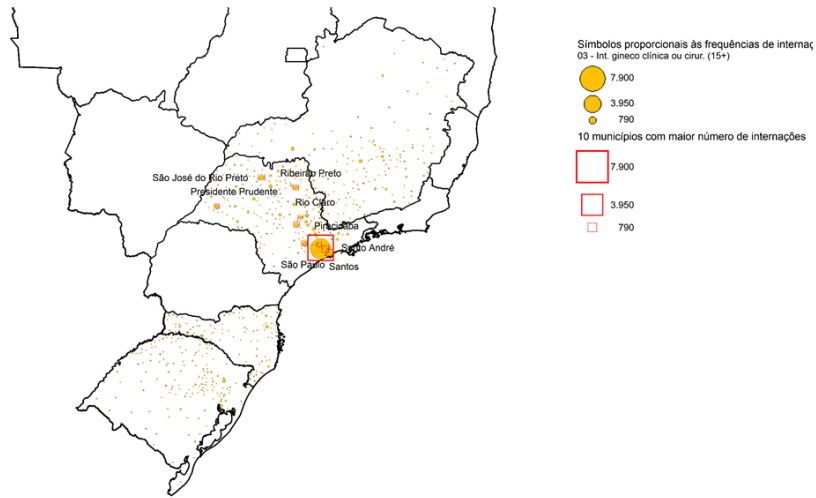 Símbolos proporcionais às frequências de internaç
03 - Int. gineco clínica ou cirur. (15+)
7.900
3.950
790
10 municípios com maior número de internações
7.900
3.950
790
São José do Rio Preto
Ribeirão Preto
Presidente Prudente
Rio Claro
Piracicaba
Santo André
São Paulo
Santos